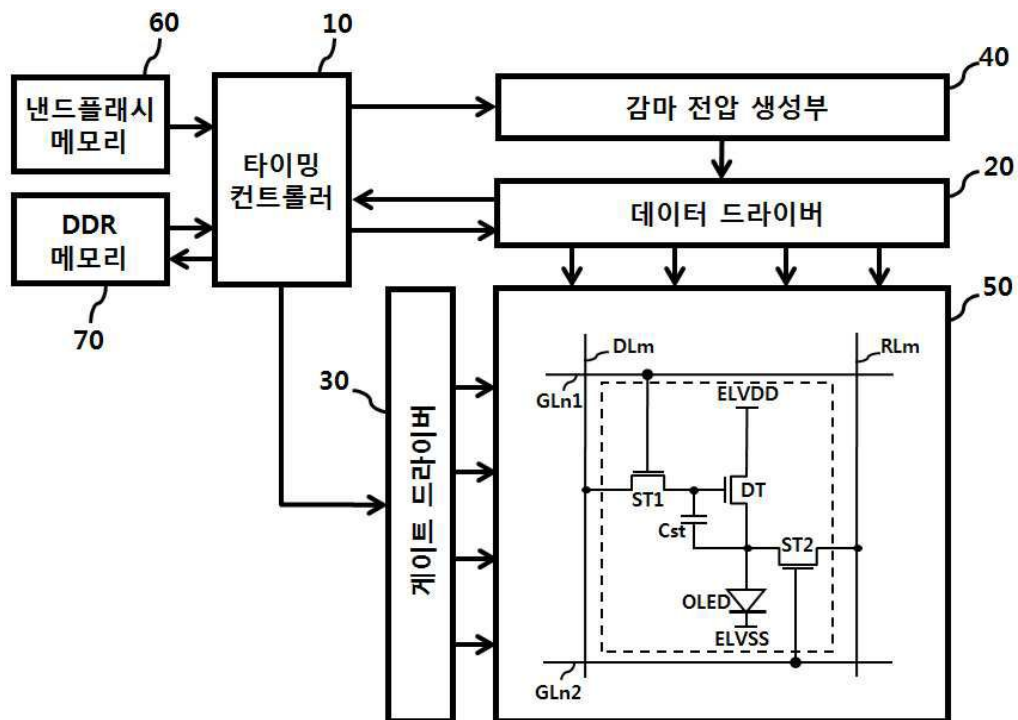 60
10
40
낸드플래시
메모리
타이밍
컨트롤러
감마 전압 생성부
20
DDR
메모리
데이터 드라이버
70
50
30
게이트 드라이버
DLm
RLm
GLn1
ELVDD
ST1
DT
Cst
ST2
OLED
ELVSS
GLn2